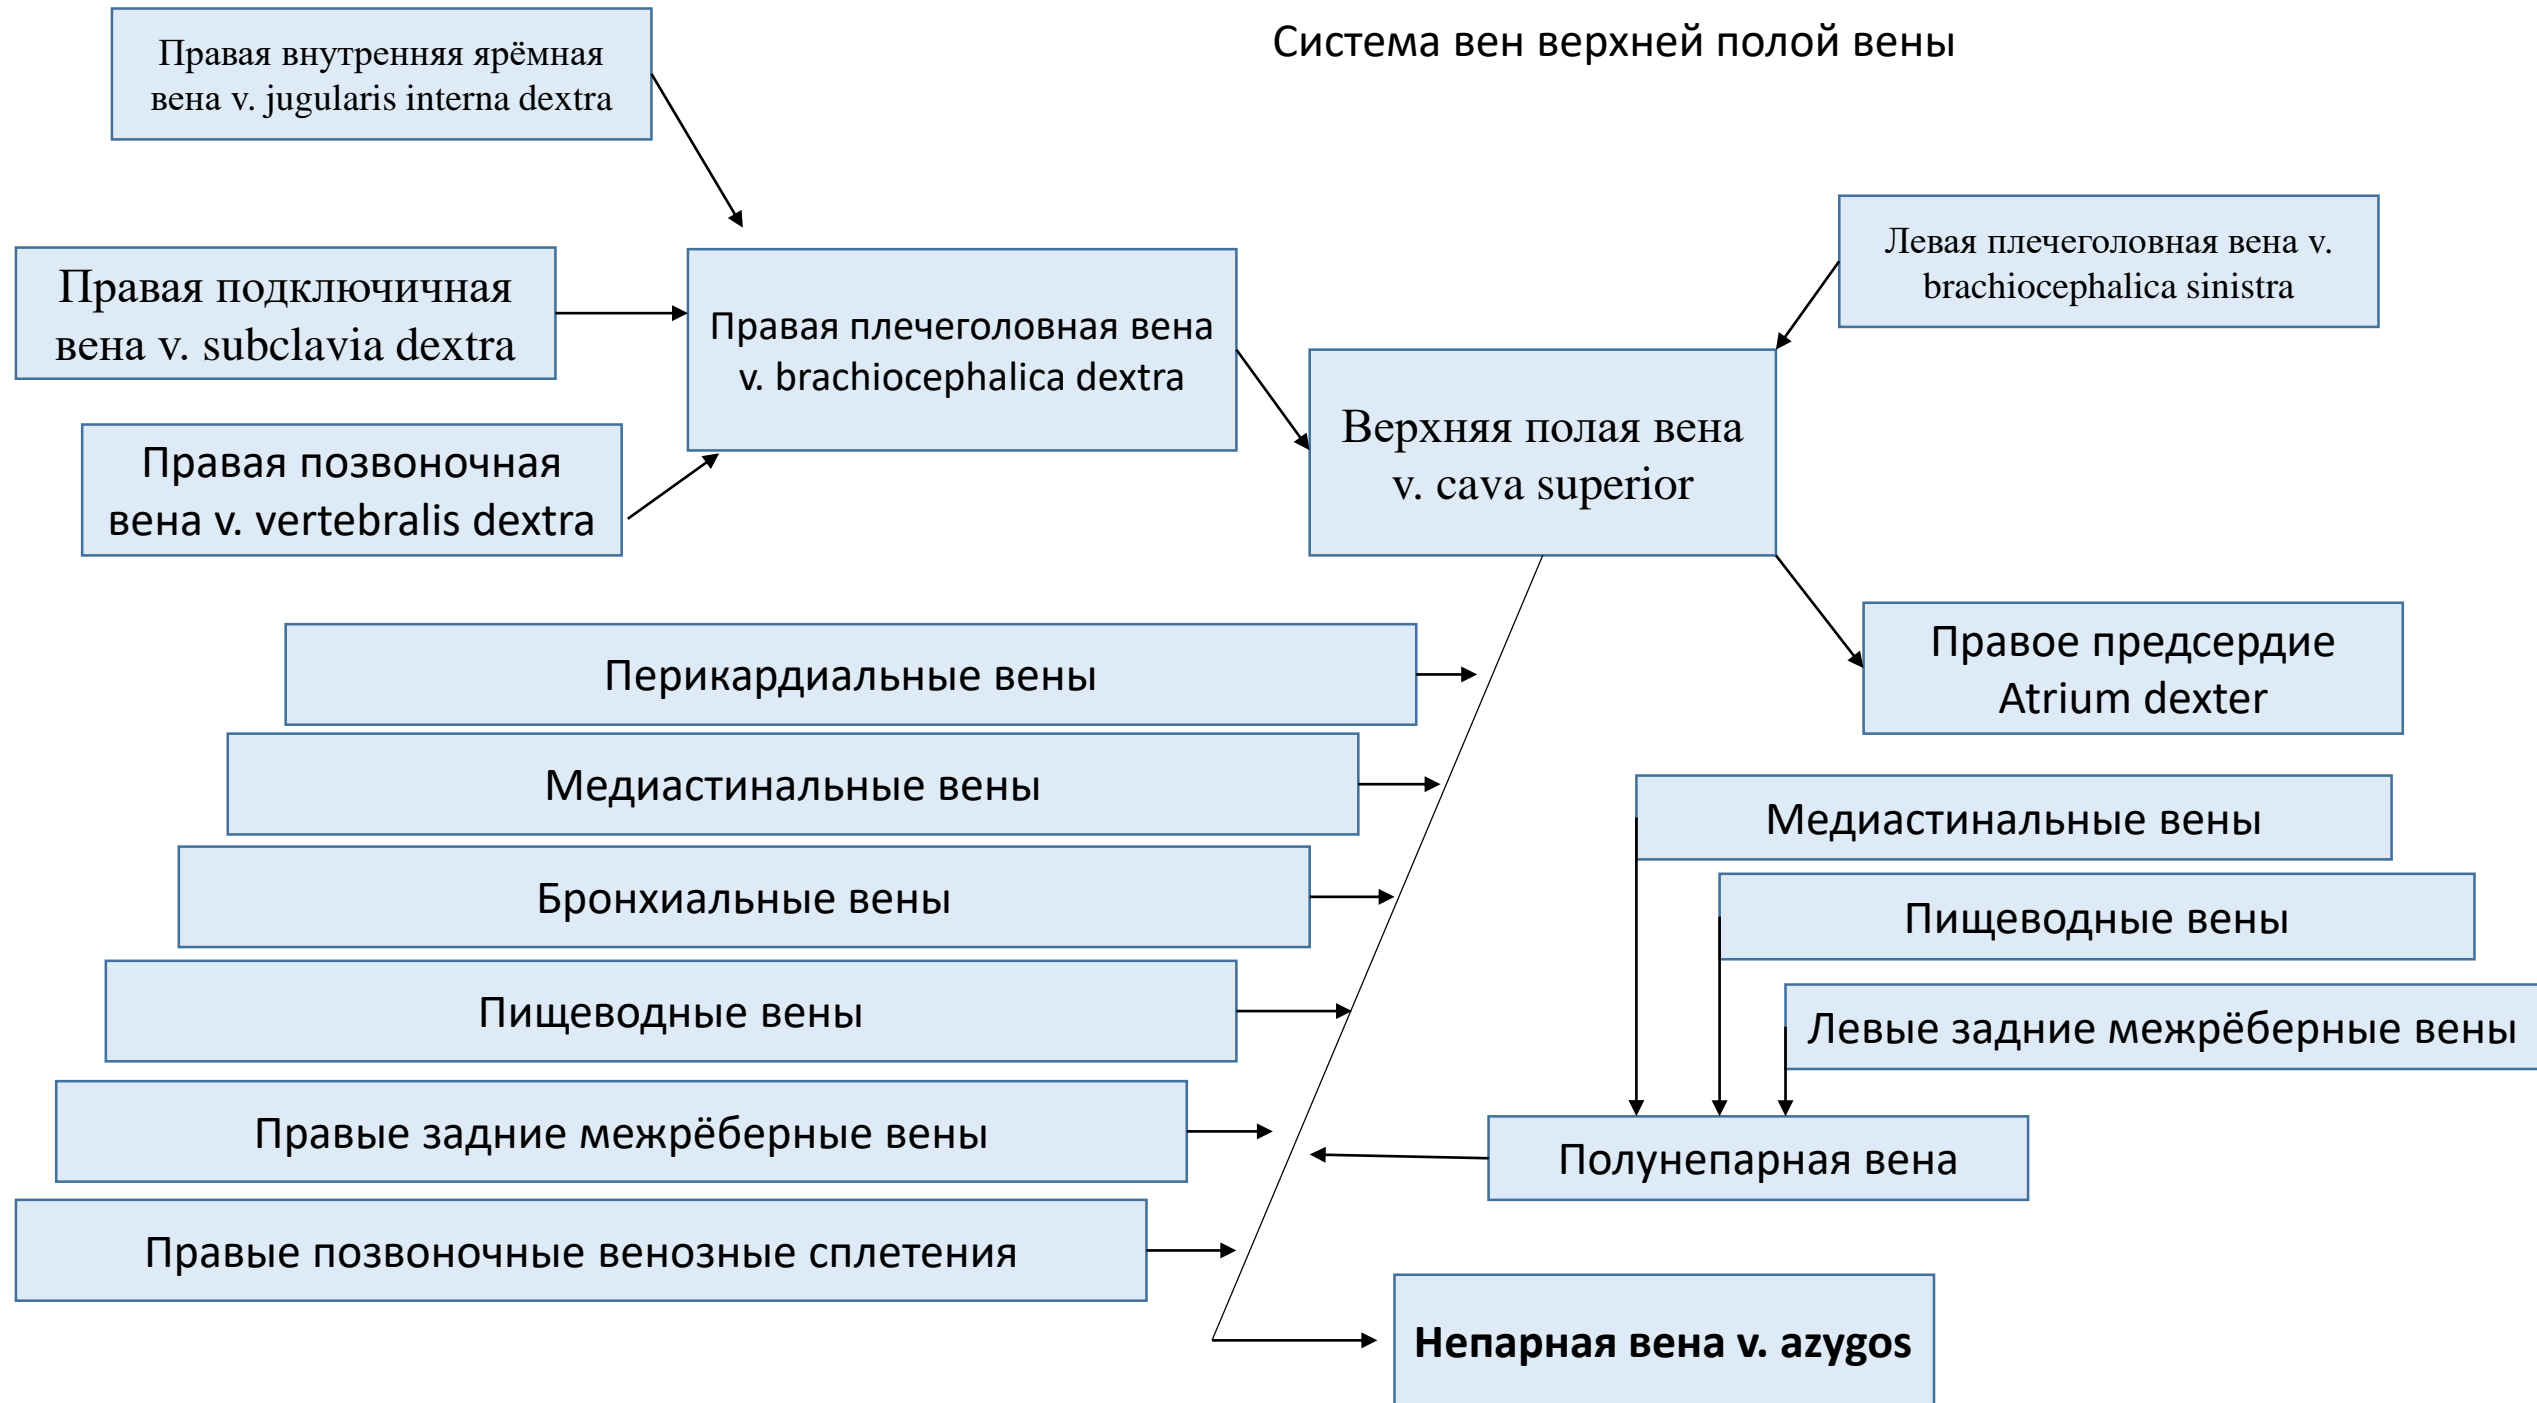 Система вен верхней полой вены
Правая внутренняя ярёмная
вена v. jugularis interna dextra
Правая подключичная
вена v. subclavia dextra
Правая плечеголовная вена
v. brachiocephalica dextra
Левая плечеголовная вена v.
brachiocephalica sinistra
Правая позвоночная
вена v. vertebralis dextra
Верхняя полая вена
v. cava superior
Правое предсердие
Atrium dexter
Перикардиальные вены
Медиастинальные вены
Бронхиальные вены
Пищеводные вены
Правые задние межрёберные вены
Правые позвоночные венозные сплетения
Медиастинальные вены
Пищеводные вены
Левые задние межрёберные вены
Полунепарная вена
Непарная вена v. azygos